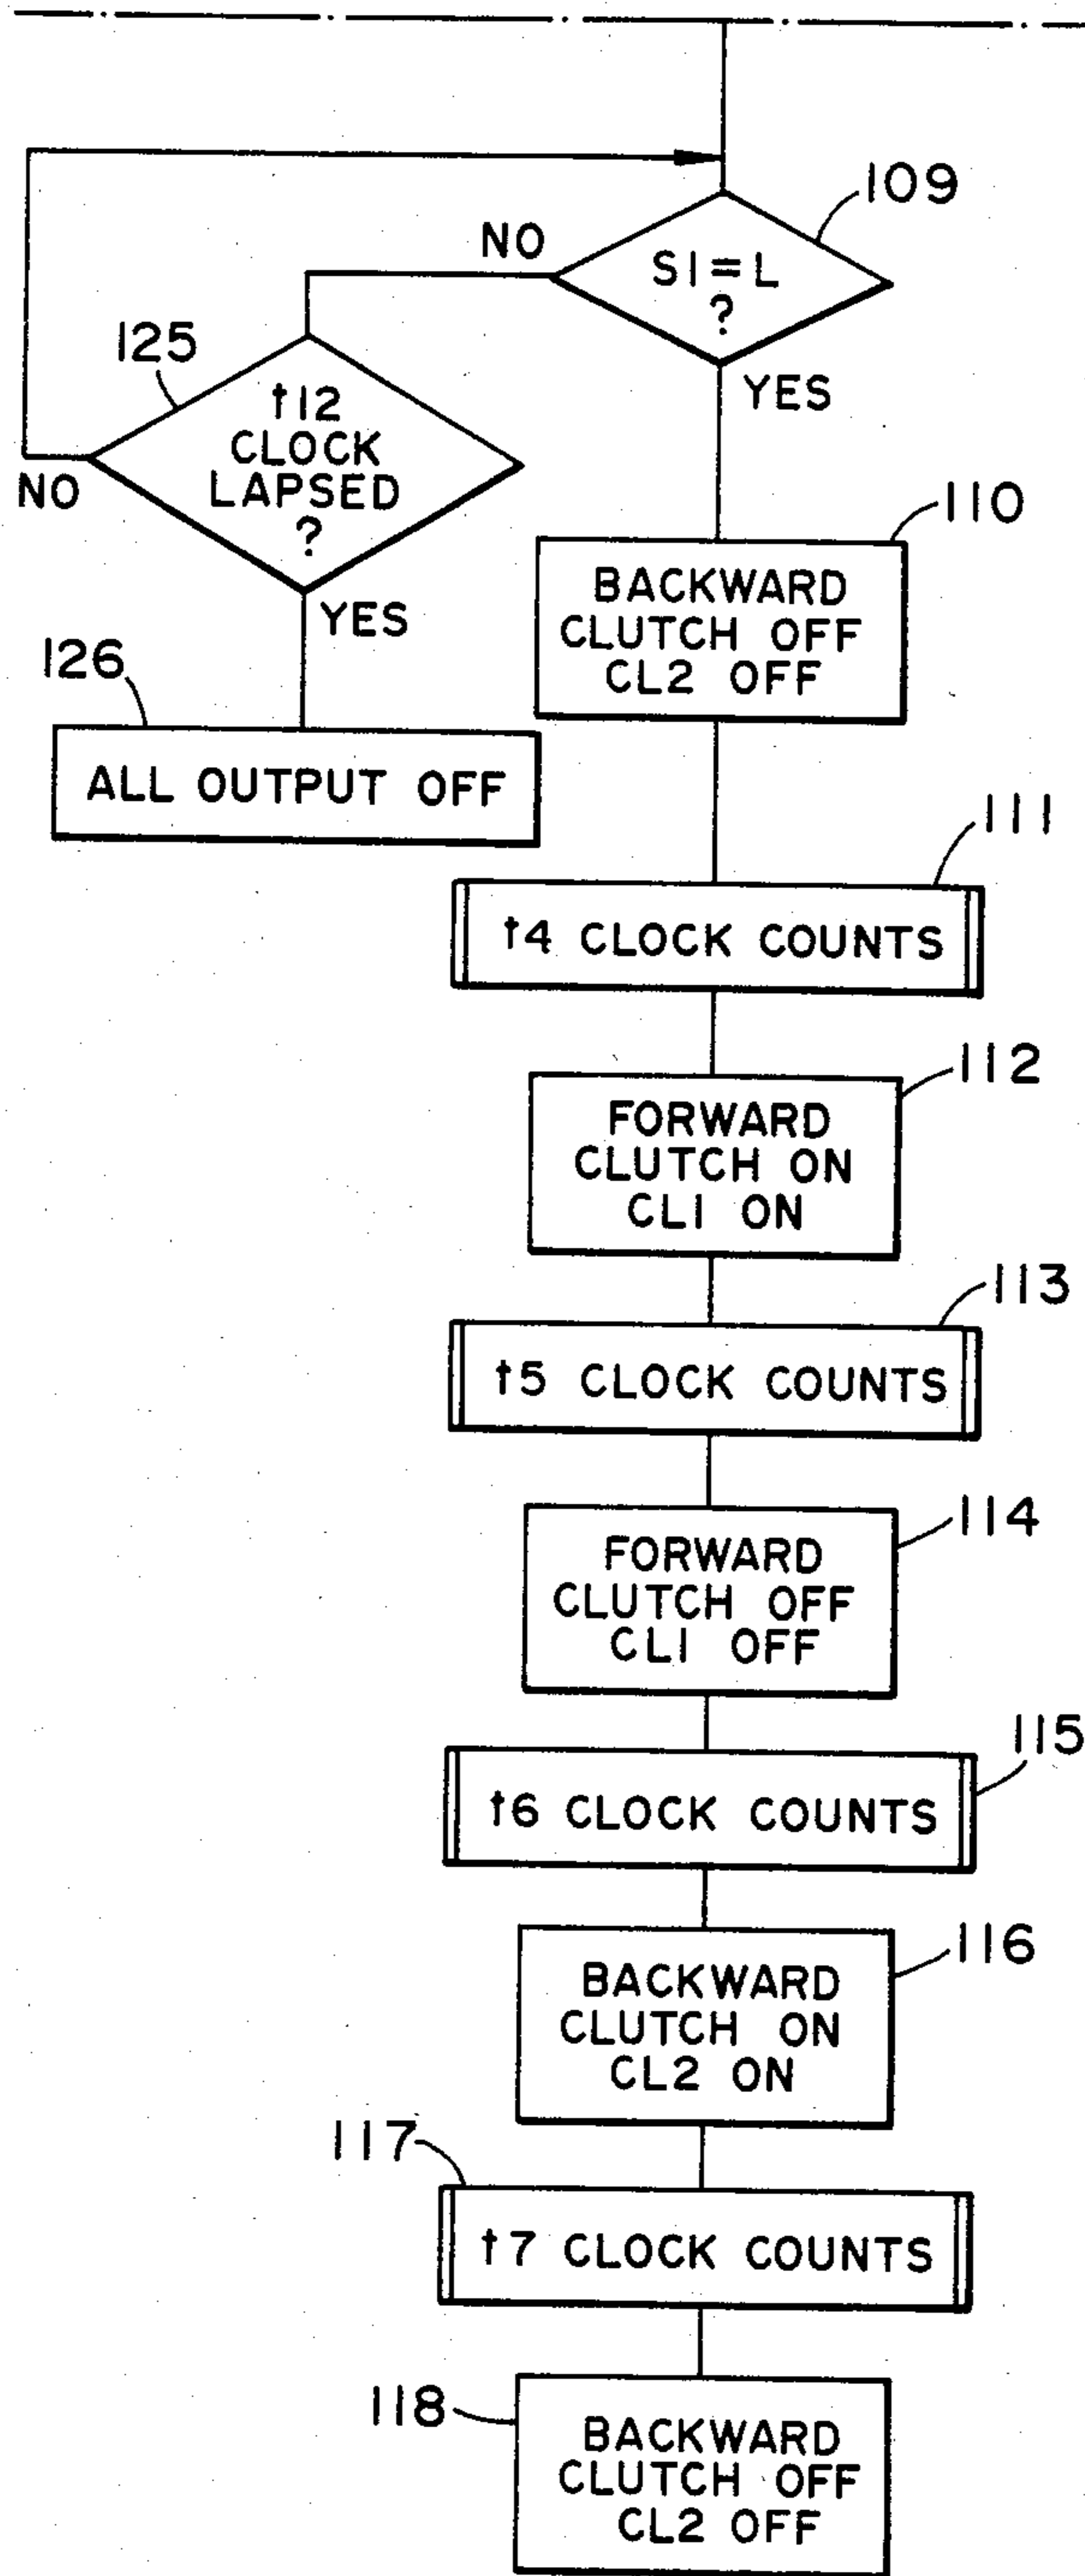 109
NO
S1=L
?
YES
125
t12
CLOCK
LAPSED
?
NO
YES
110
BACKWARD
CLUTCH OFF
CL2 OFF
126
ALL OUTPUT OFF
111
t4 CLOCK COUNTS
112
FORWARD
CLUTCH ON
CL1 ON
113
t5 CLOCK COUNTS
114
FORWARD
CLUTCH OFF
CL1 OFF
115
t6 CLOCK COUNTS
116
BACKWARD
CLUTCH ON
CL2 ON
117
t7 CLOCK COUNTS
118
BACKWARD
CLUTCH OFF
CL2 OFF